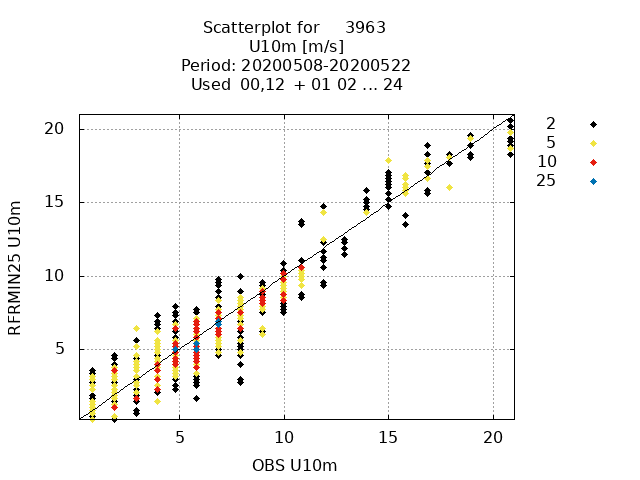 Scatterplot for 3963
U10m [m/s]
Period: 20200508-20200522
Used 00,12 + 01 02 ... 24
2
5
10
25
20
15
10
5
RFRMIN25 U10m
5 10 15 20
OBS U10m